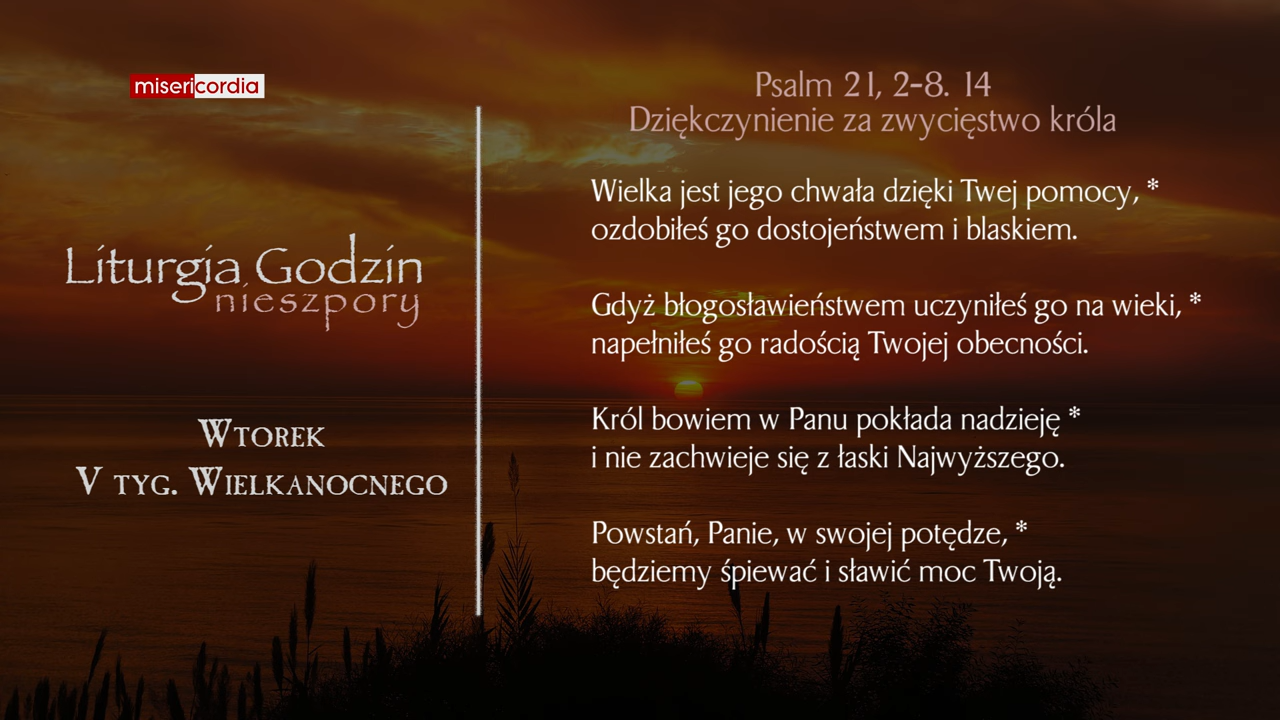 misericordia
Liturgia Godzin
nieszpory
Wtorek
V tyg. Wielkanocnego
Psalm 21, 2-8. 14
Dziękczynienie za zwycięstwo króla
Wielka jest jego chwała dzięki Twej pomocy, *
ozdobiłeś go dostojeństwem i blaskiem.
Gdyż błogosławieństwem uczyniłeś go na wieki, *
napełniłeś go radością Twojej obecności.
Król bowiem w Panu pokłada nadzieję *
i nie zachwieje się z łaski Najwyższego.
Powstań, Panie, w swojej potędze, *
będziemy śpiewać i sławić moc Twoją.